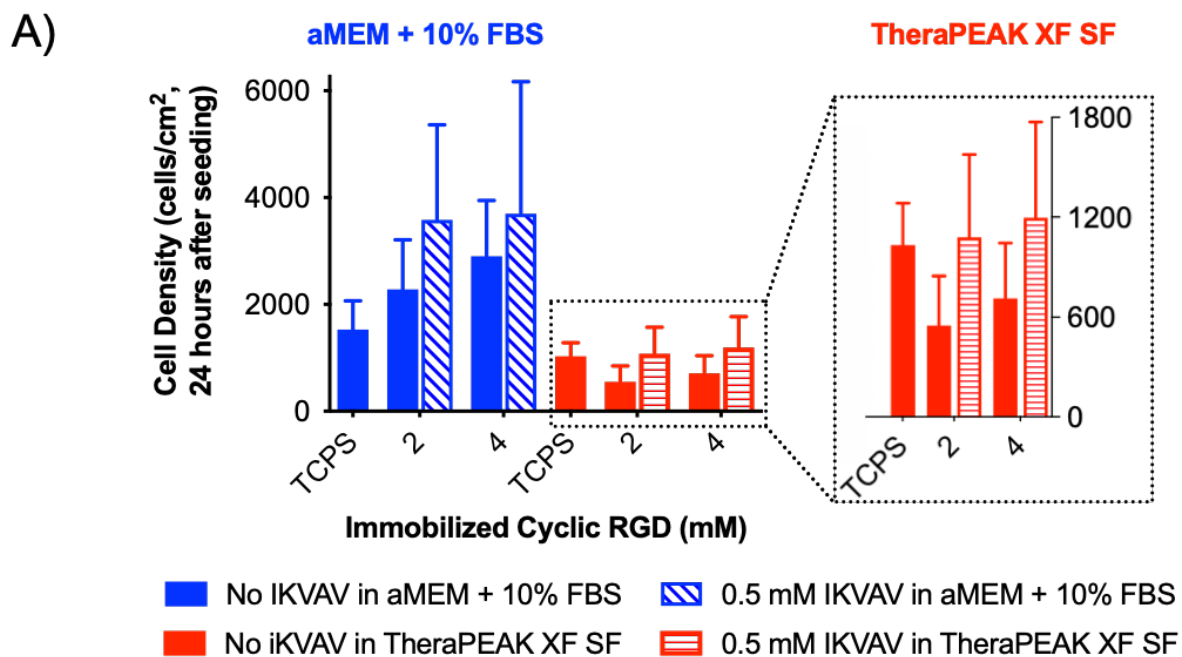 A)
aMEM + 10% FBS
TheraPEAK XF SF
Cell Density (cells/cm²,
24 hours after seeding)
6000
4000
2000
0
TCPS
2
4
TCPS
2
4
1800
1200
600
0
TCPS
2
4
Immobilized Cyclic RGD (mM)
No IKVAV in aMEM + 10% FBS
0.5 mM IKVAV in aMEM + 10% FBS
No iKVAV in TheraPEAK XF SF
0.5 mM IKVAV in TheraPEAK XF SF